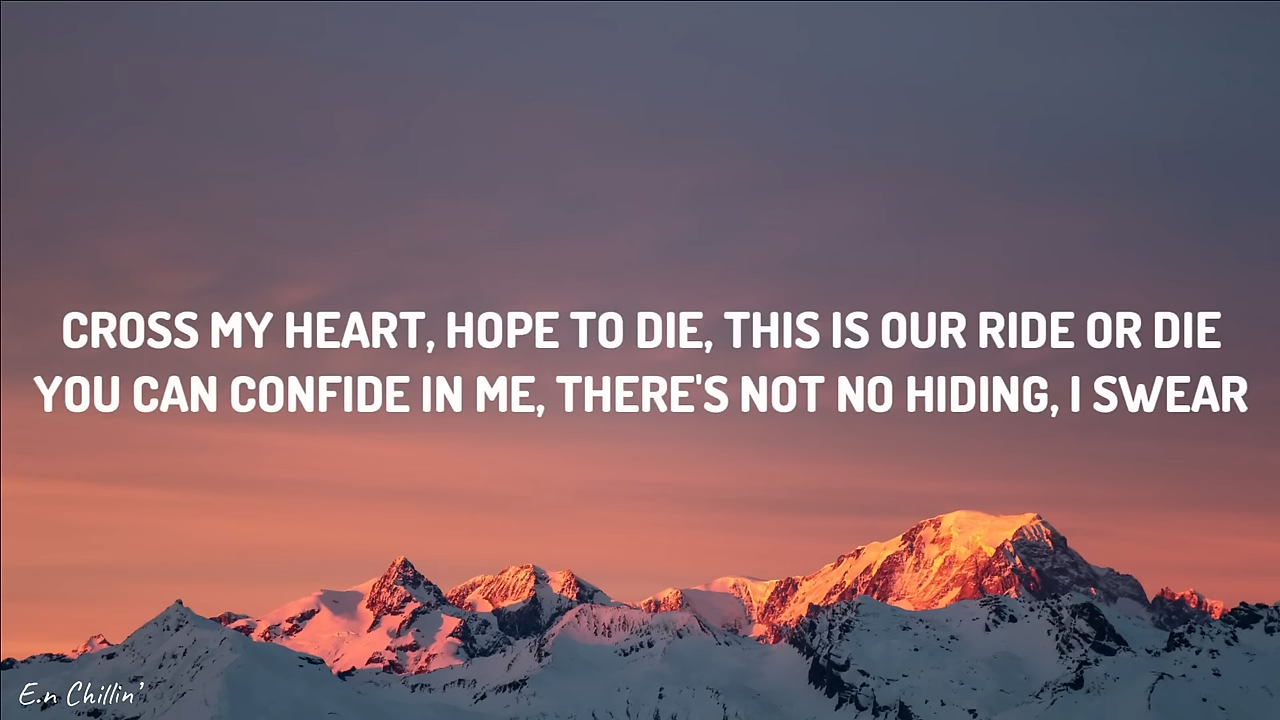 CROSS MY HEART, HOPE TO DIE, THIS IS OUR RIDE OR DIE
YOU CAN CONFIDE IN ME, THERE'S NOT NO HIDING, I SWEAR
E.n Chillin'